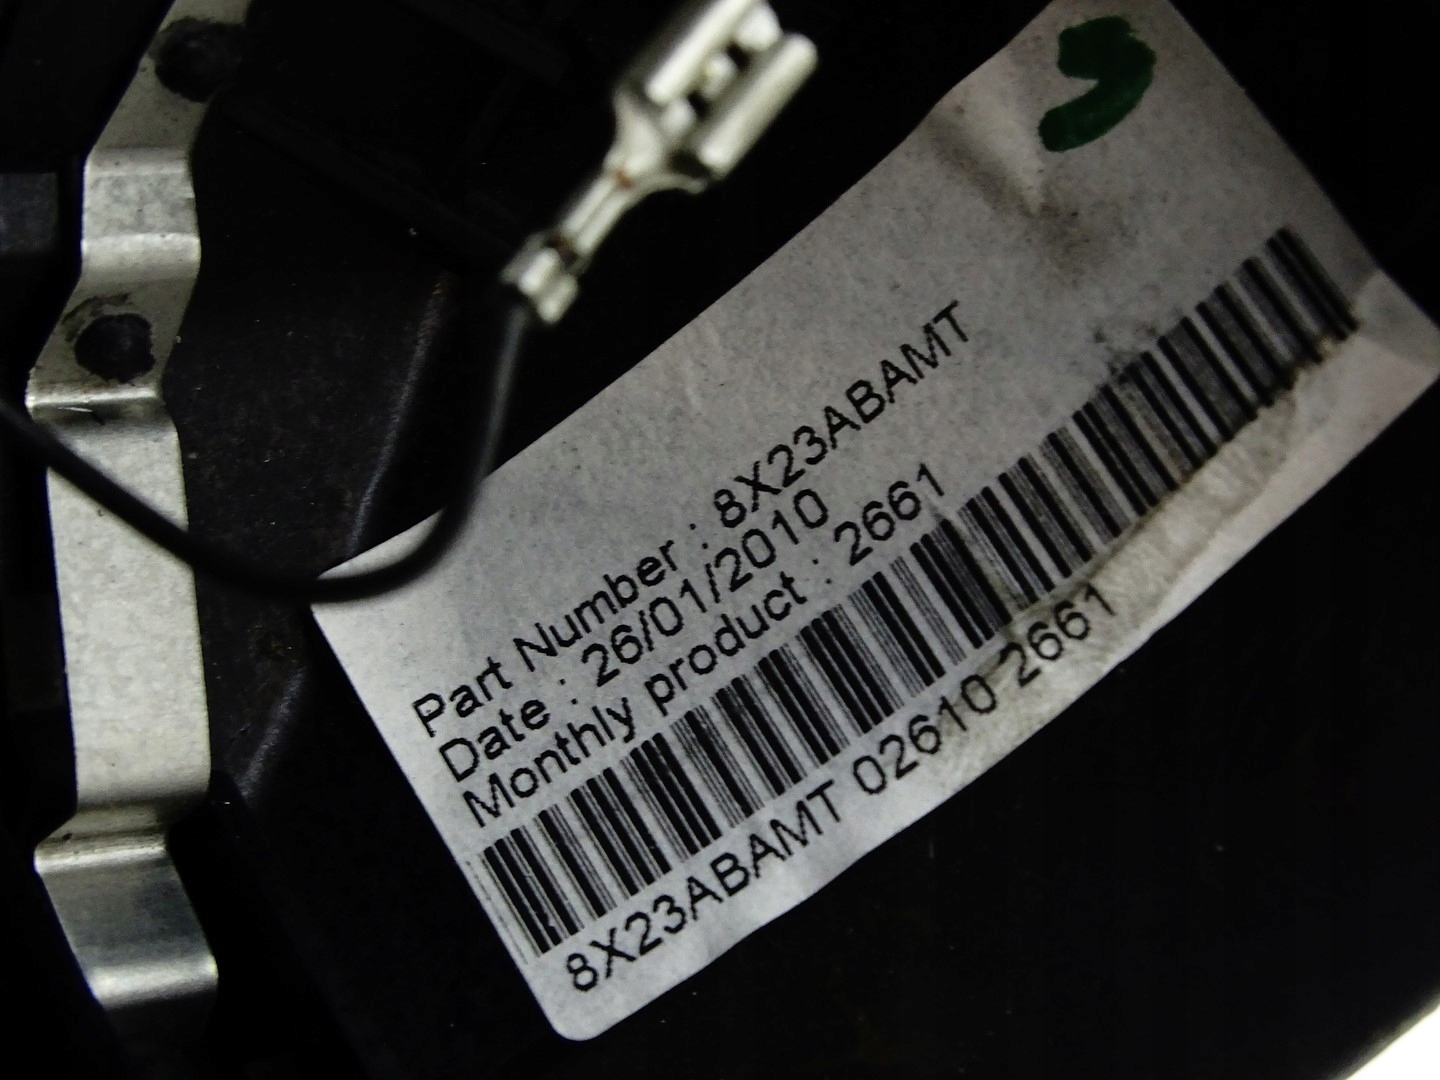 Part Number : 8X23ABAMT
Date : 26/01/2010
Monthly product : 2661
8X23ABAMT 02610 2661